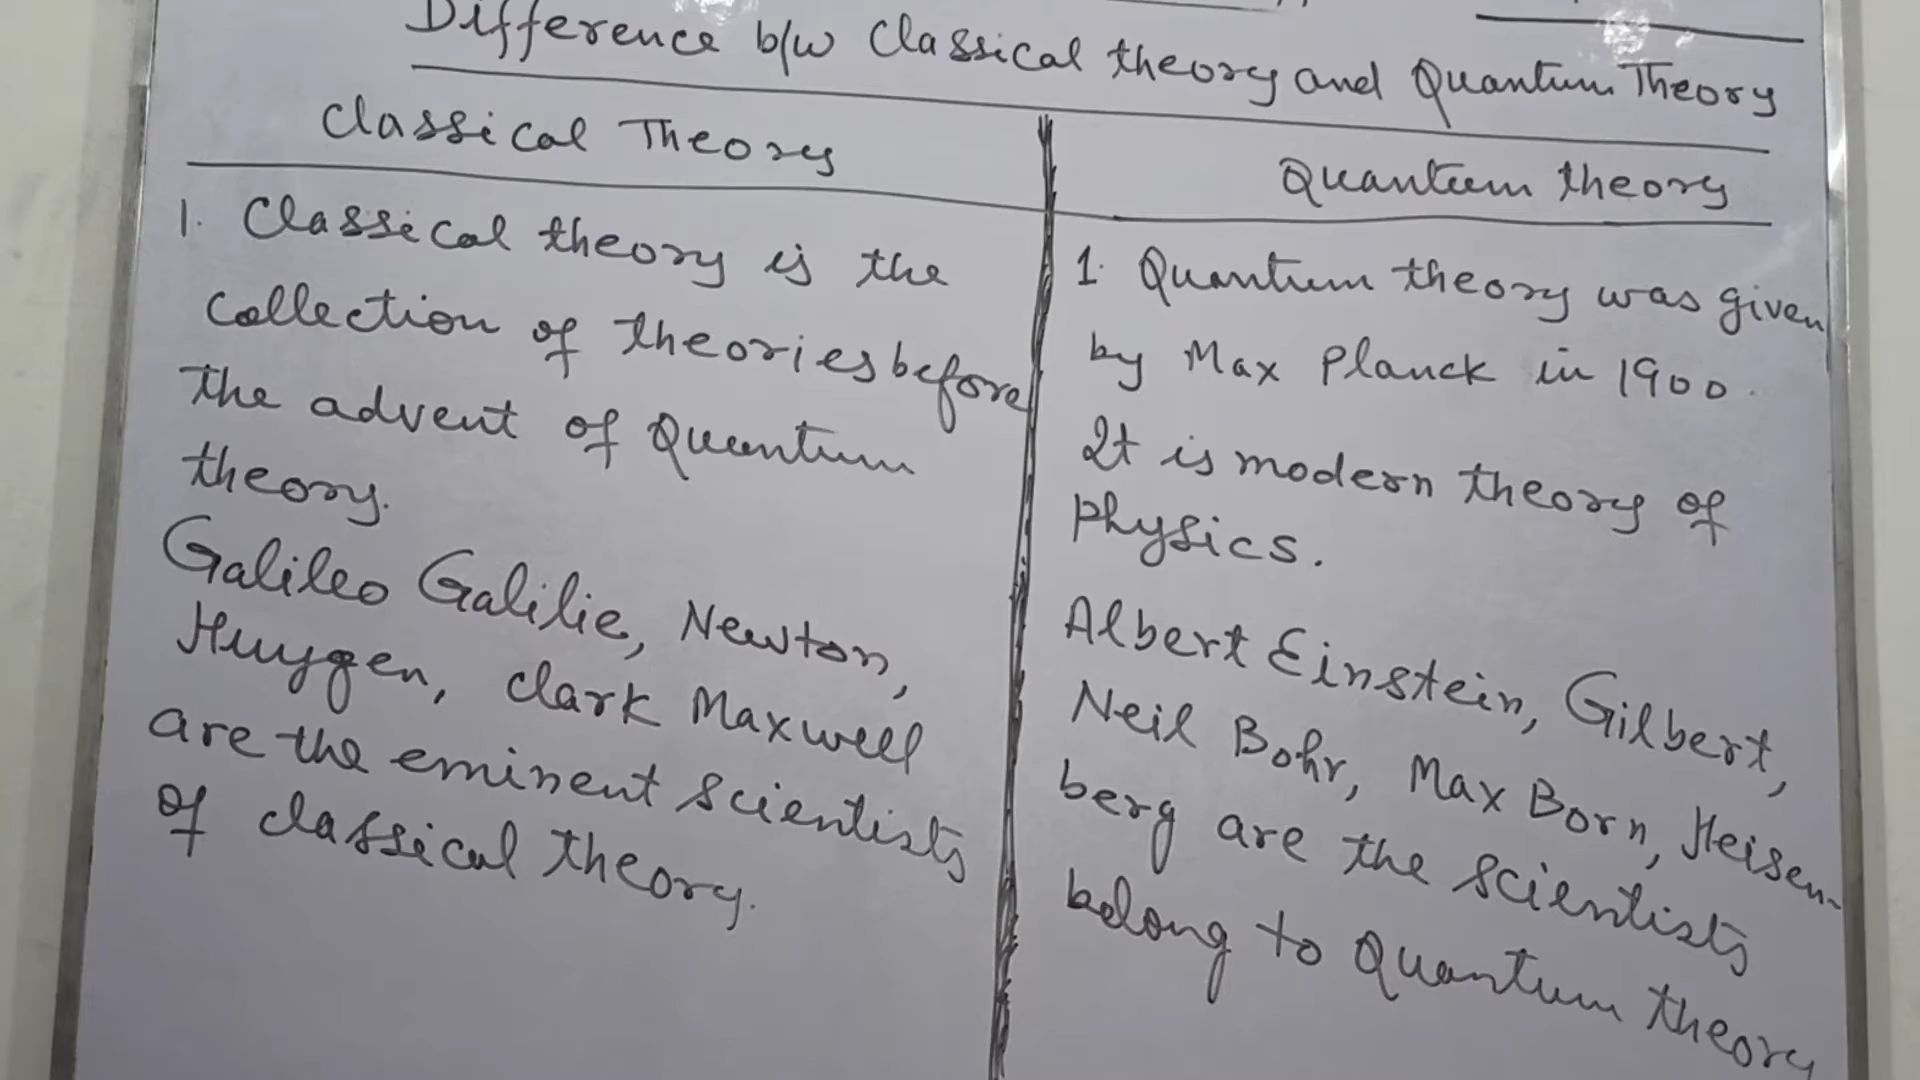 Difference b/w Classical theory and Quantum Theory
Classical Theory
1. Classical theory is the
collection of theories before
the advent of Quantum
theory.
Galileo Galilie, Newton,
Huygen, Clark Maxwell
are the eminent scientists
of classical theory.
Quantum theory
1. Quantum theory was given
by Max Planck in 1900.
It is modern theory of
Physics.
Albert Einstein, Gilbert,
Neil Bohr, Max Born, Heisen-
berg are the scientists
belong to Quantum theory